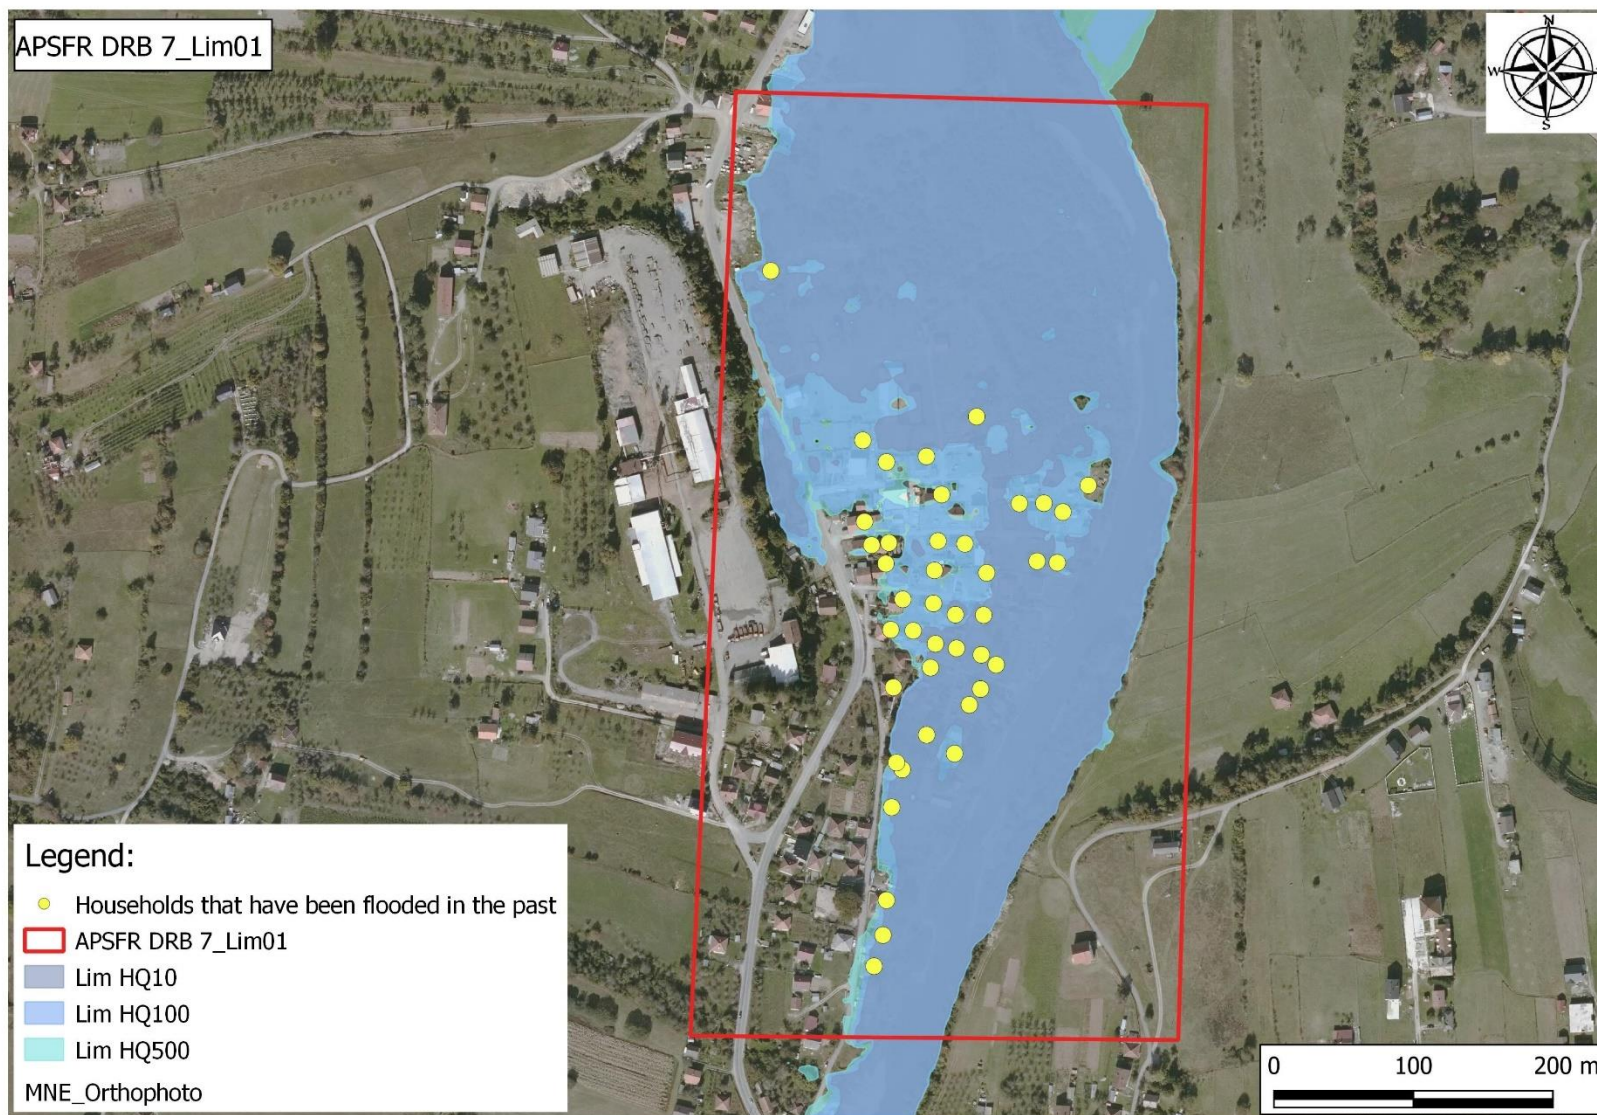 APSFR DRB 7_Lim01
N
W
S
Legend:
Households that have been flooded in the past
APSFR DRB 7_Lim01
Lim HQ10
Lim HQ100
Lim HQ500
MNE_Orthophoto
0 100 200 m